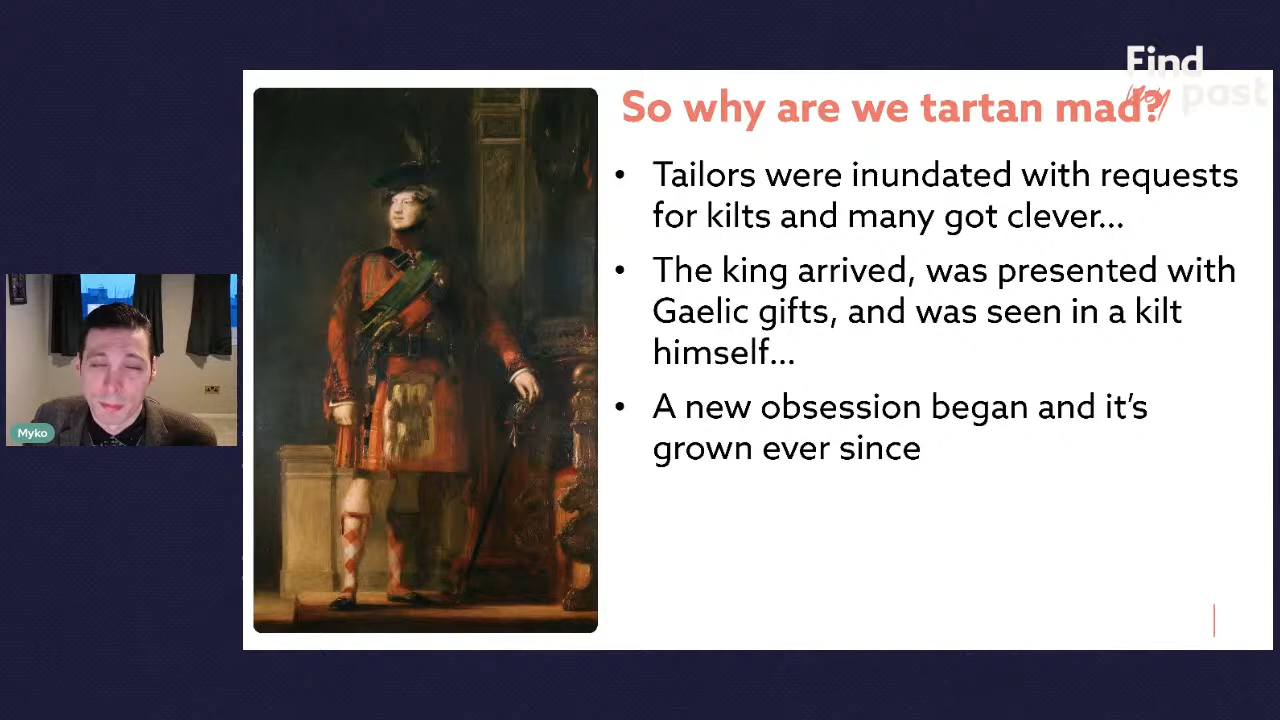 Find
my past
So why are we tartan mad?
• Tailors were inundated with requests
for kilts and many got clever...
• The king arrived, was presented with
Gaelic gifts, and was seen in a kilt
himself...
• A new obsession began and it's
grown ever since
Myko